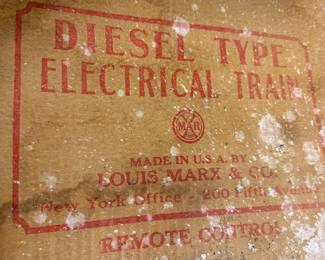 DIESEL TYPE
ELECTRICAL TRAIN
MAR
MADE IN U.S.A. BY
LOUIS MARX & CO.
New York Office - 200 Fifth Avenue
REMOTE CONTROL